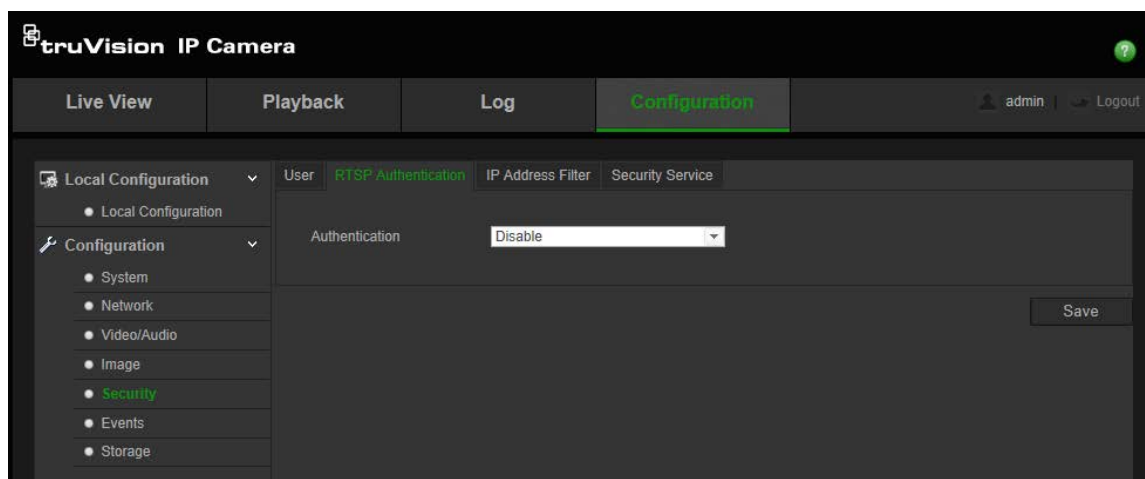 truVision IP Camera
?
Live View Playback Log Configuration admin Logout
Local Configuration
Local Configuration
Configuration
System
Network
Video/Audio
Image
Security
Events
Storage
User RTSP Authentication IP Address Filter Security Service
Authentication Disable
Save